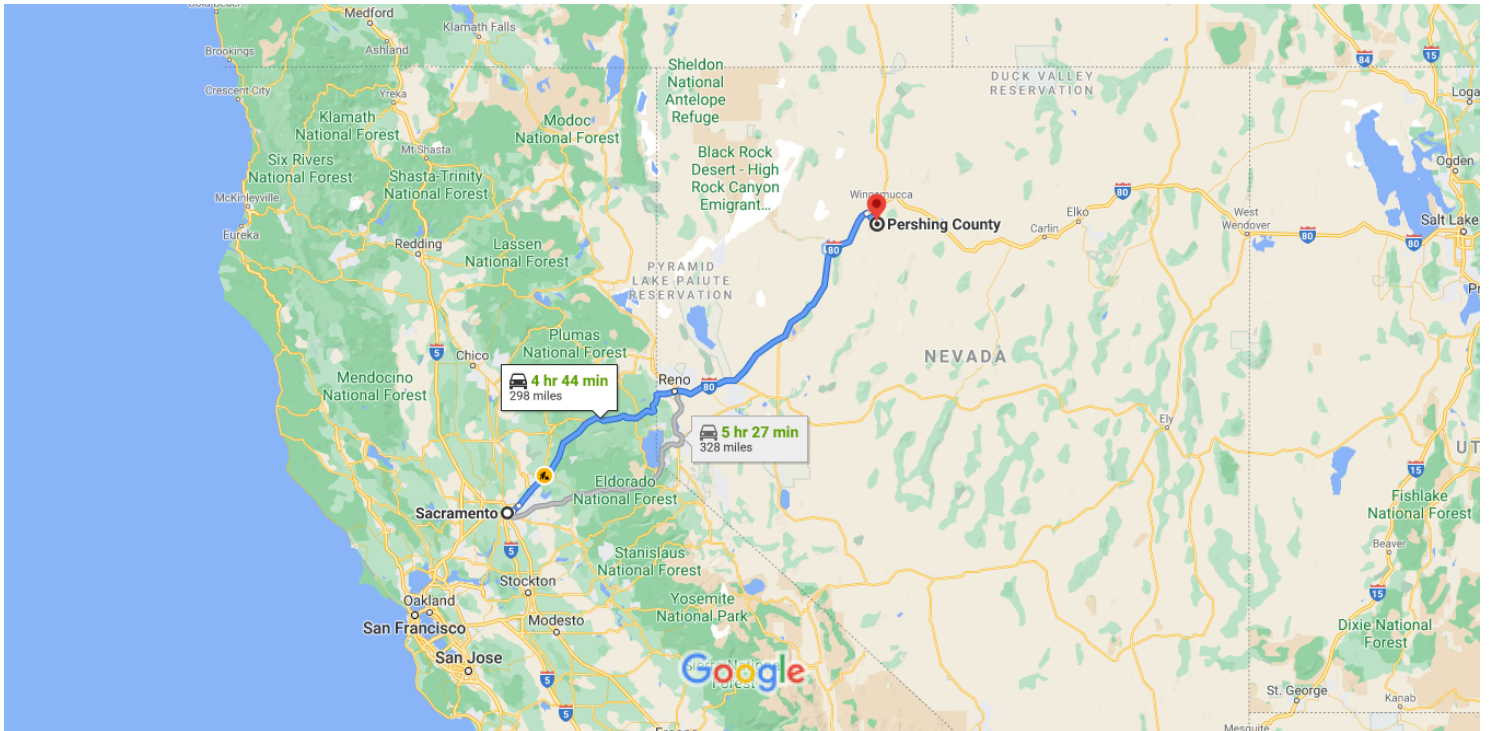 Medford
Klamath Falls
Brookings
Ashland
84
15
Sheldon
National
Antelope
Refuge
DUCK VALLEY
RESERVATION
Crescent City
Yreka
Loga
Klamath
National Forest
Modoc
National Forest
Mt Shasta
Black Rock
Desert - High
Rock Canyon
Emigrant...
Six Rivers
National Forest
Ogden
Shasta-Trinity
National Forest
McKinleyville
Winnemucca
80
Eureka
Pershing County
Elko
Carlin
West
Wendover
80
Salt Lake
80
Redding
Lassen
National Forest
80
PYRAMID
LAKE PAIUTE
RESERVATION
Pr
Plumas
National Forest
5
Chico
NEVADA
Mendocino
National Forest
4 hr 44 min
298 miles
Reno
80
5 hr 27 min
328 miles
Ely
UT
15
Eldorado
National Forest
Sacramento
Fishlake
National Forest
5
Stanislaus
National Forest
Beaver
Stockton
15
Oakland
Yosemite
National Park
San Francisco
Modesto
Dixie National
Forest
San Jose
Google
Forest
5
St. George
Kanab
5